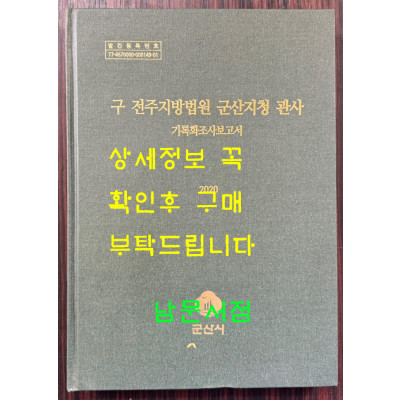 발간등록번호
구 전주지방법원 군산지청 관사
기록화조사보고서
상세정보 꼭
2020
확인후 구매
부탁드립니다
남문서점
군산시